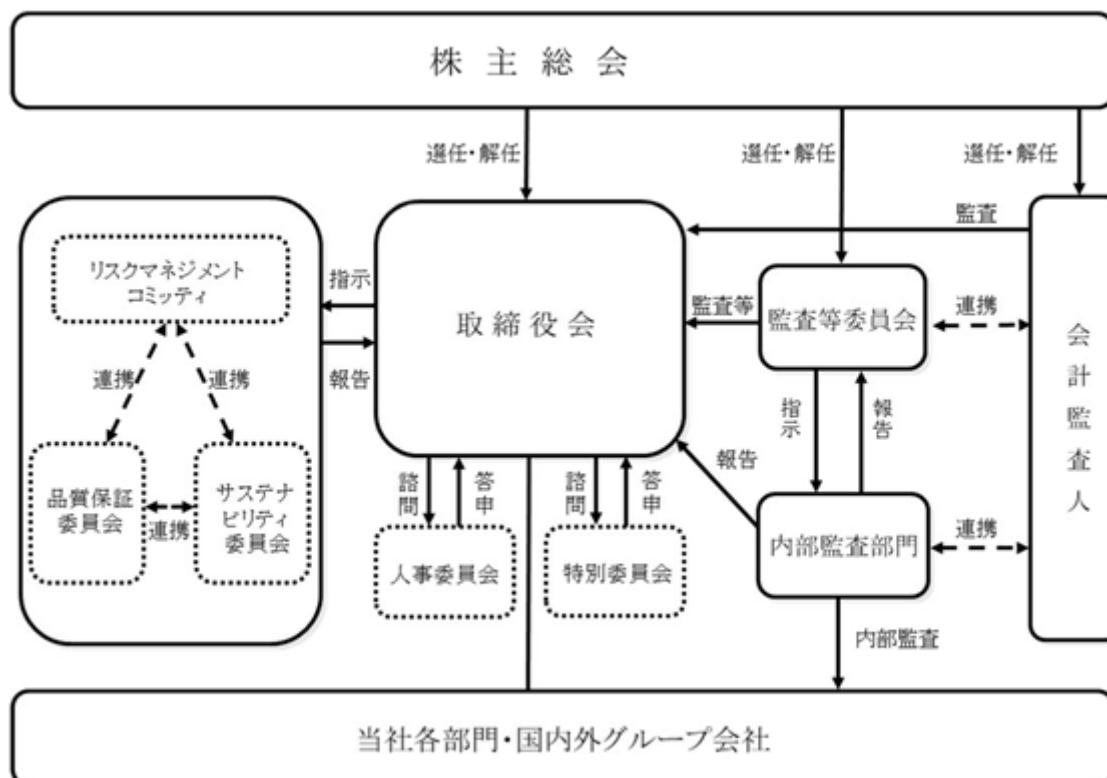 株主総会
選任・解任
選任・解任
選任・解任
監査
リスクマネジメント
コミッティ
指示
取締役会
監査等
監査等委員会
連携
会計監査人
連携
連携
報告
指示
報告
報告
品質保証
委員会
連携
サステナ
ビリティ
委員会
諮問
答申
諮問
答申
内部監査部門
連携
人事委員会
特別委員会
内部監査
当社各部門・国内外グループ会社